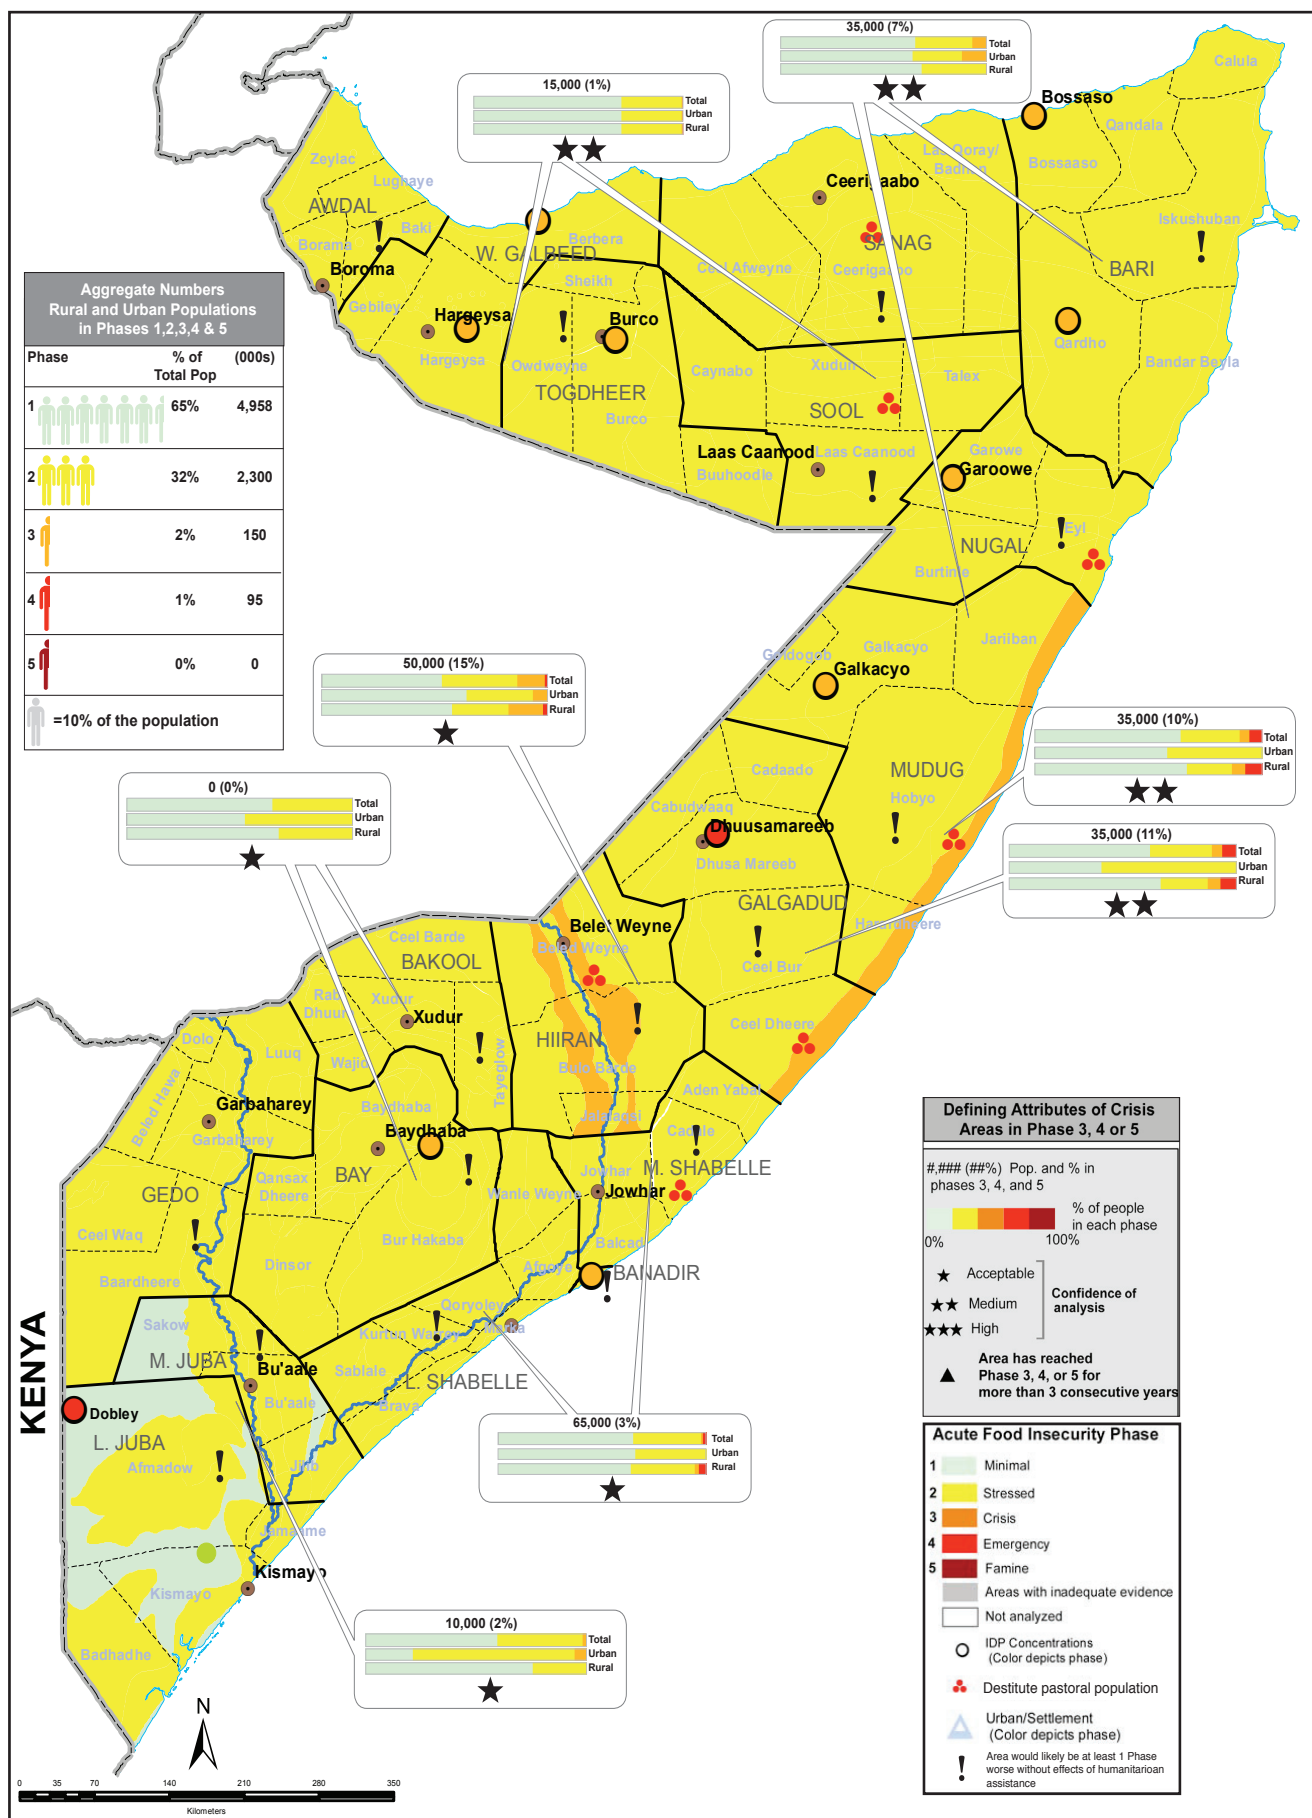 35,000 (7%)
Total
Urban
Rural
15,000 (1%)
Total
Urban
Rural
Calula
Bossaso
Qandala
Bossaaso
Las Qoray/
Badhan
Zeylac
Lughaye
Ceerigaabo
AWDAL
Baki
Iskushuban
Borama
W. GALBEED
Berbera
SANAG
Ceel Afweyne
Ceerigaabo
BARI
Boroma
Sheikh
Gebiley
Hargeysa
Burco
Qardho
Hargeysa
Owdweyne
Caynabo
Xudun
Talex
Bandar Beyla
TOGDHEER
Burco
SOOL
Laas Caanood
Laas Caanood
Garowe
Garoowe
Buuhoodle
Eyl
NUGAL
Burtinle
Aggregate Numbers
Rural and Urban Populations
in Phases 1,2,3,4 & 5
Phase % of (000s)
Total Pop
1 65% 4,958
2 32% 2,300
3 2% 150
4 1% 95
5 0% 0
=10% of the population
Jariiban
Galkacyo
Goldogob
Galkacyo
50,000 (15%)
Total
Urban
Rural
35,000 (10%)
Total
Urban
Rural
MUDUG
Cadaado
Hobyo
Cabudwaaq
0 (0%)
Total
Urban
Rural
Dhuusamareeb
Dhusa Mareeb
35,000 (11%)
Total
Urban
Rural
GALGADUD
Harardheere
Belet Weyne
Beled Weyne
Ceel Barde
BAKOOL
Ceel Bur
Rab
Dhuur
Xudur
Xudur
Ceel Dheere
HIIRAN
Dolo
Luuq
Wajid
Tayeglow
Bulo Barde
Aden Yabal
Beled Hawa
Garbaharey
Garbaharey
Baydhaba
Baydhaba
Jalalaqsi
Cadale
BAY
Jowhar
M. SHABELLE
Qansax
Dheere
Wanle Weyne
Jowhar
GEDO
Ceel Waq
Bur Hakaba
Balcad
Dinsor
Afgoye
BANADIR
Baardheere
Qoryoley
Marka
Sakow
Kurtun Warrey
M. JUBA
Bu'aale
Sablale
L. SHABELLE
Bu'aale
Brava
KENYA
Dobley
L. JUBA
Afmadow
Jilib
65,000 (3%)
Total
Urban
Rural
Jamaame
Kismayo
Kismayo
10,000 (2%)
Total
Urban
Rural
Badhadhe
N
0 35 70 140 210 280 350
Kilometers
Defining Attributes of Crisis
Areas in Phase 3, 4 or 5
#,### (##%) Pop. and % in
phases 3, 4, and 5
% of people
in each phase
0% 100%
Acceptable
Medium
High
Confidence of
analysis
Area has reached
Phase 3, 4, or 5 for
more than 3 consecutive years
Acute Food Insecurity Phase
1 Minimal
2 Stressed
3 Crisis
4 Emergency
5 Famine
Areas with inadequate evidence
Not analyzed
IDP Concentrations
(Color depicts phase)
Destitute pastoral population
Urban/Settlement
(Color depicts phase)
Area would likely be at least 1 Phase
worse without effects of humanitarioan
assistance